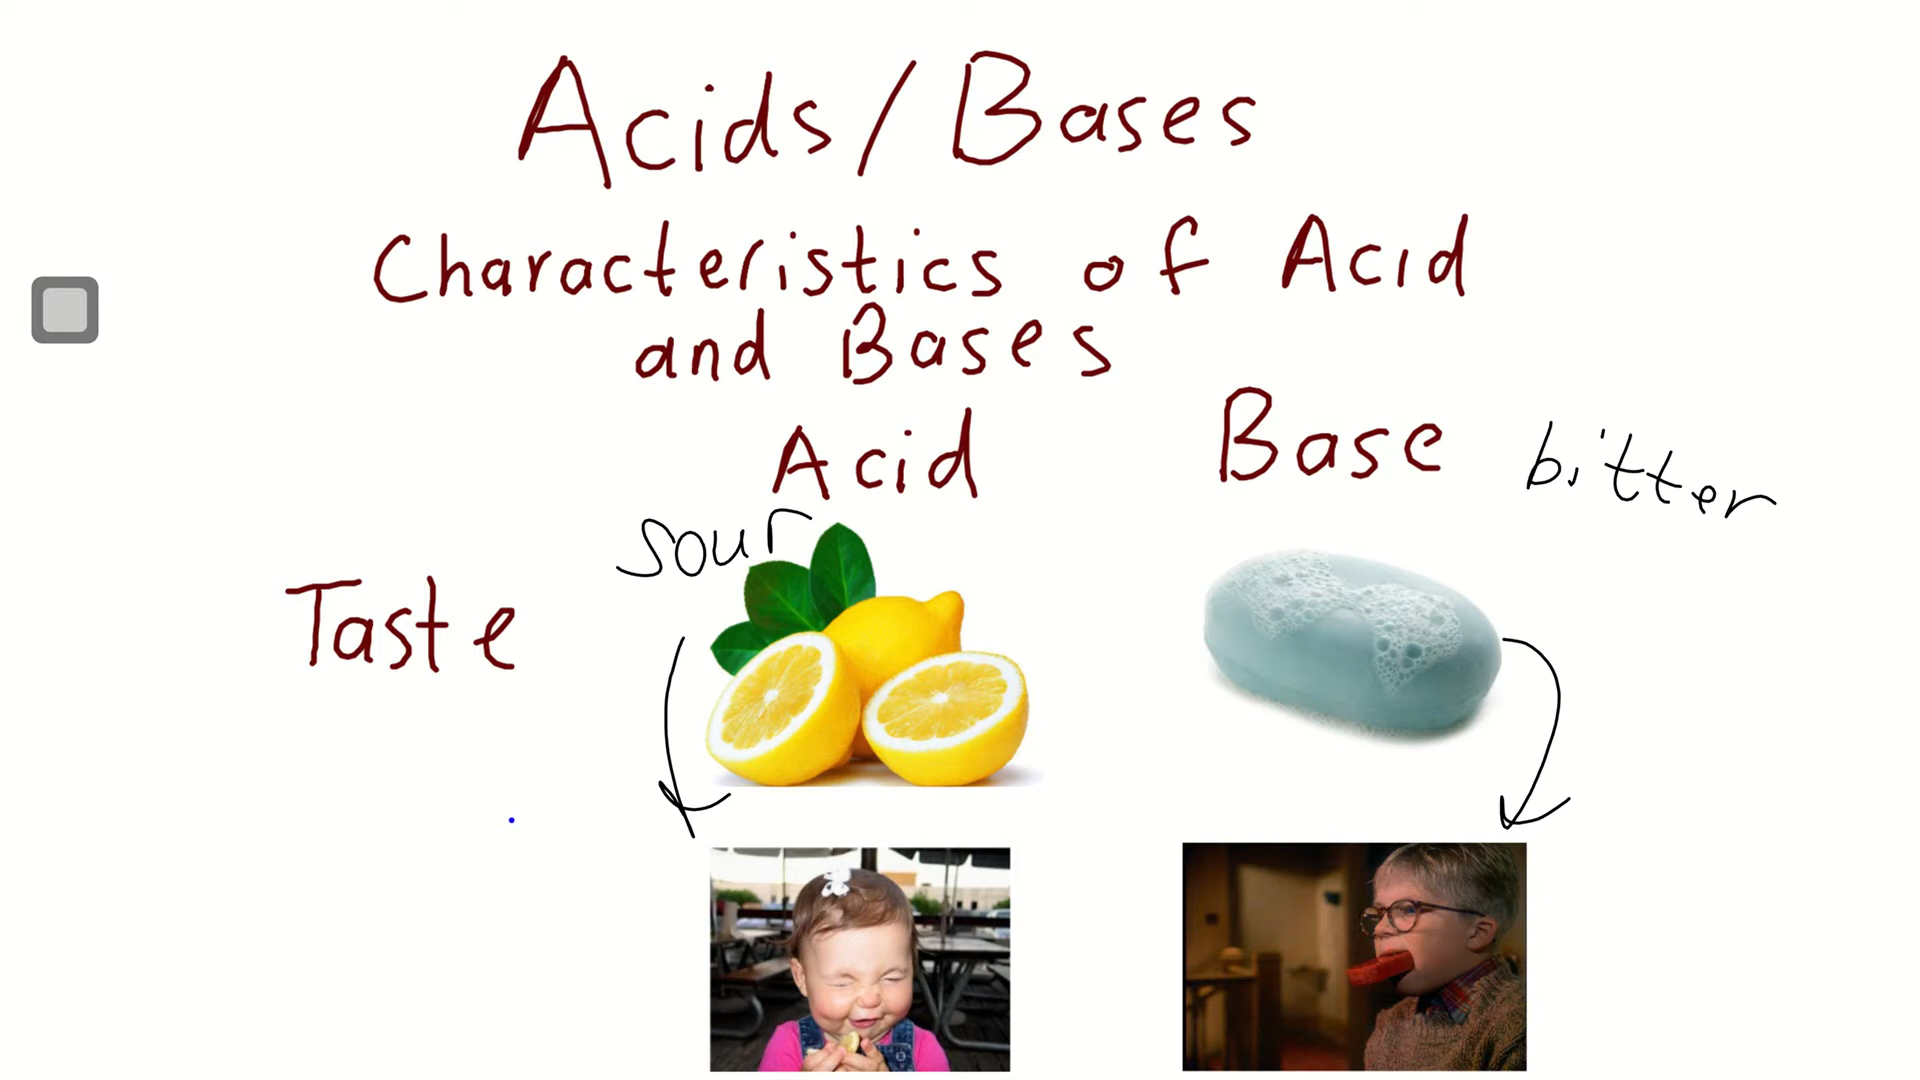 Acids/Bases
Characteristics of Acid
and Bases
Acid
Base
bitter
sour
Taste